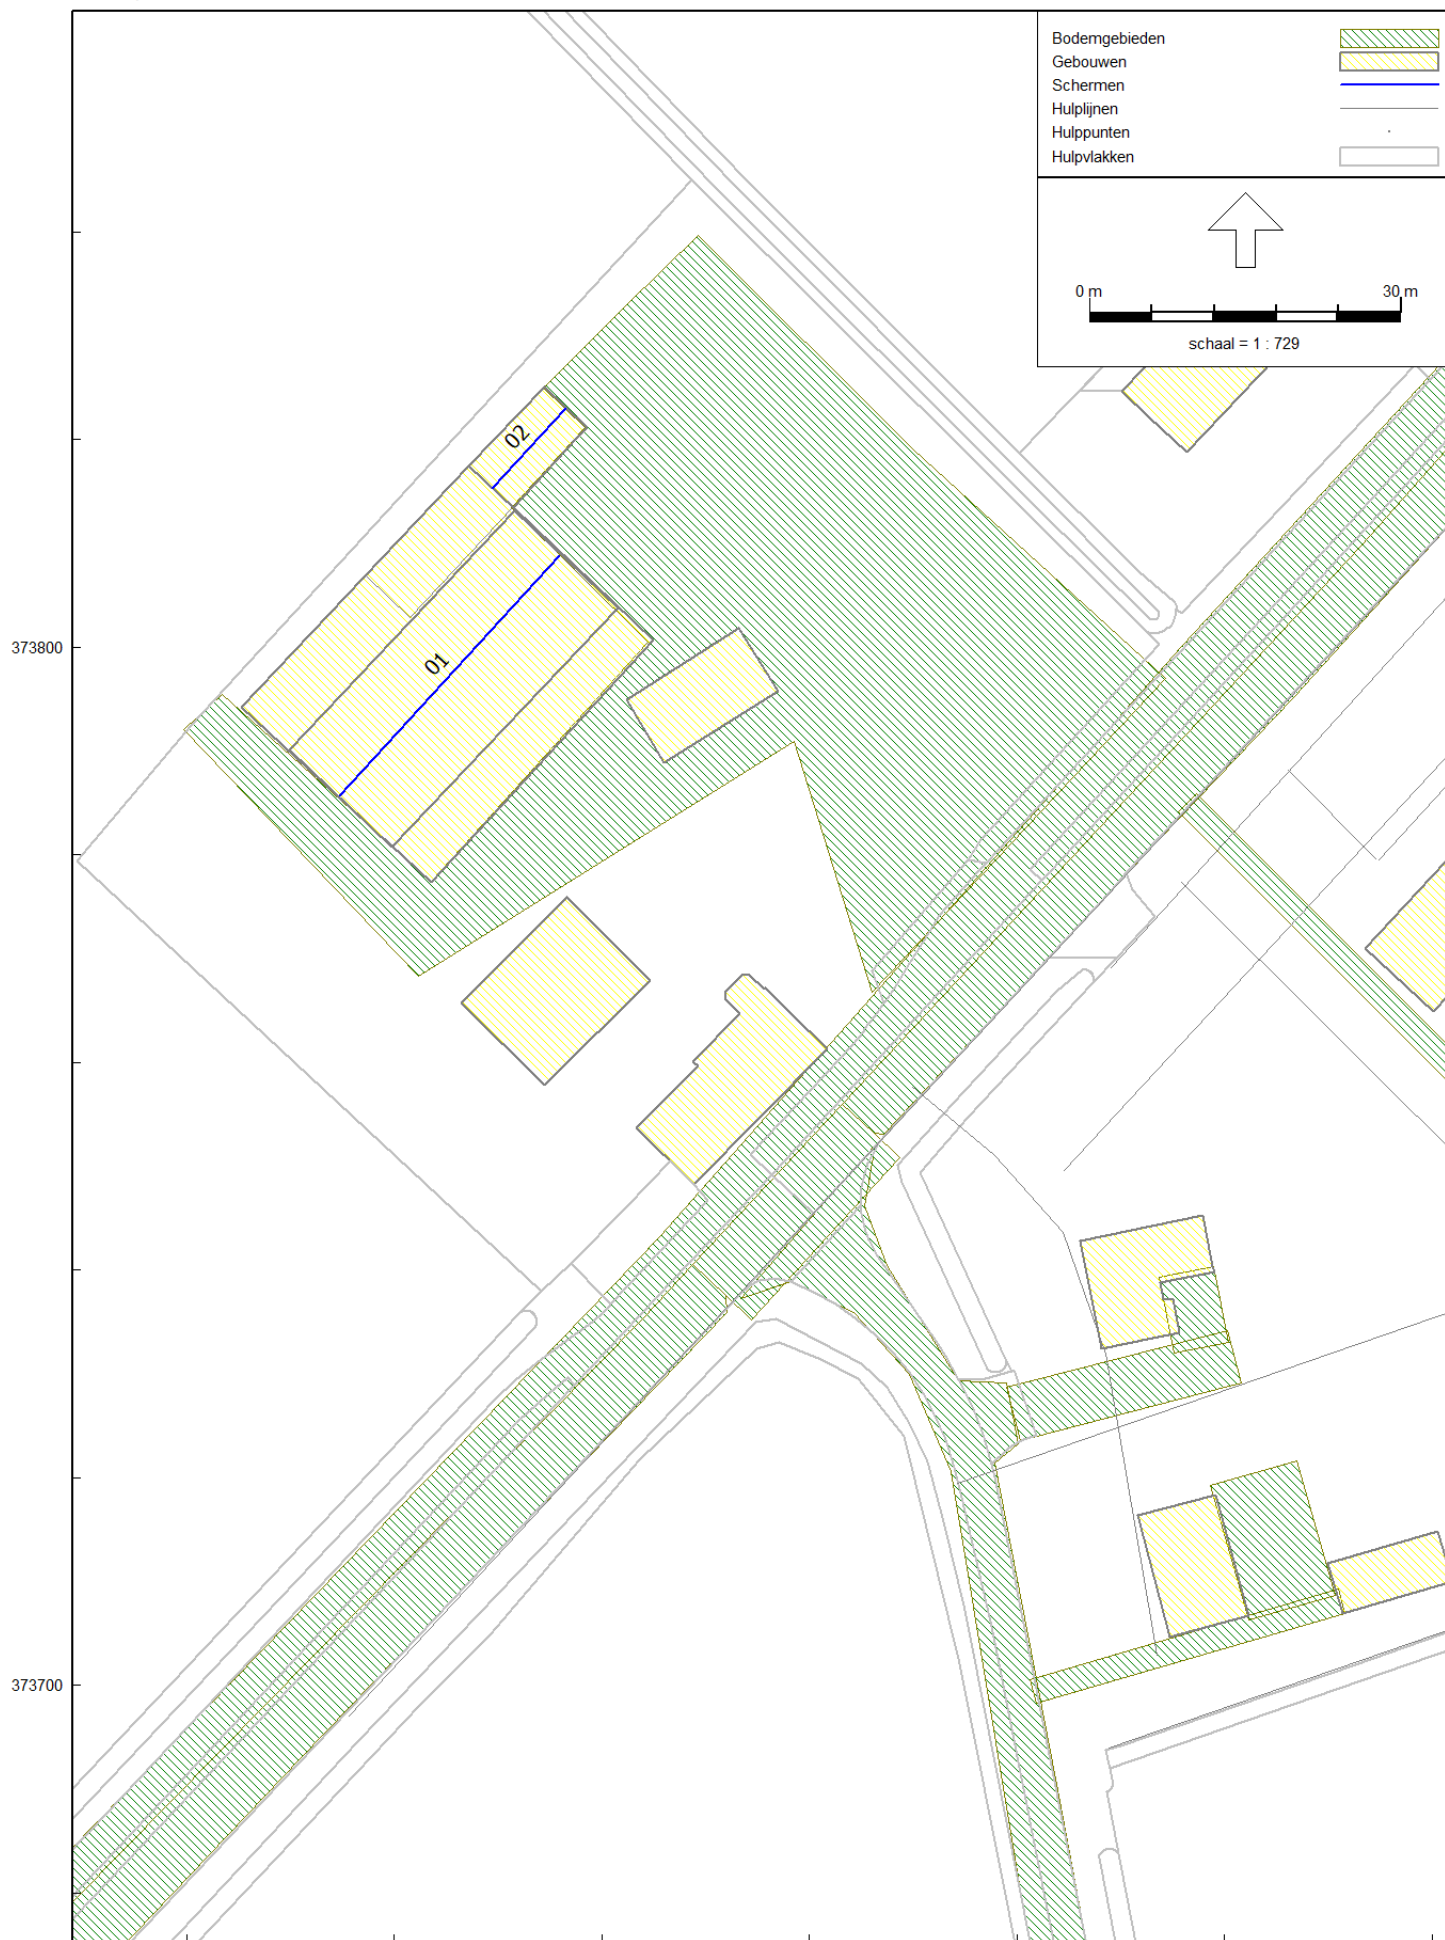 Bodemgebieden
Gebouwen
Schermen
Hulplijnen
Hulppunten
Hulpvlakken
0 m 30 m
schaal = 1 : 729
02
373800
01
373700